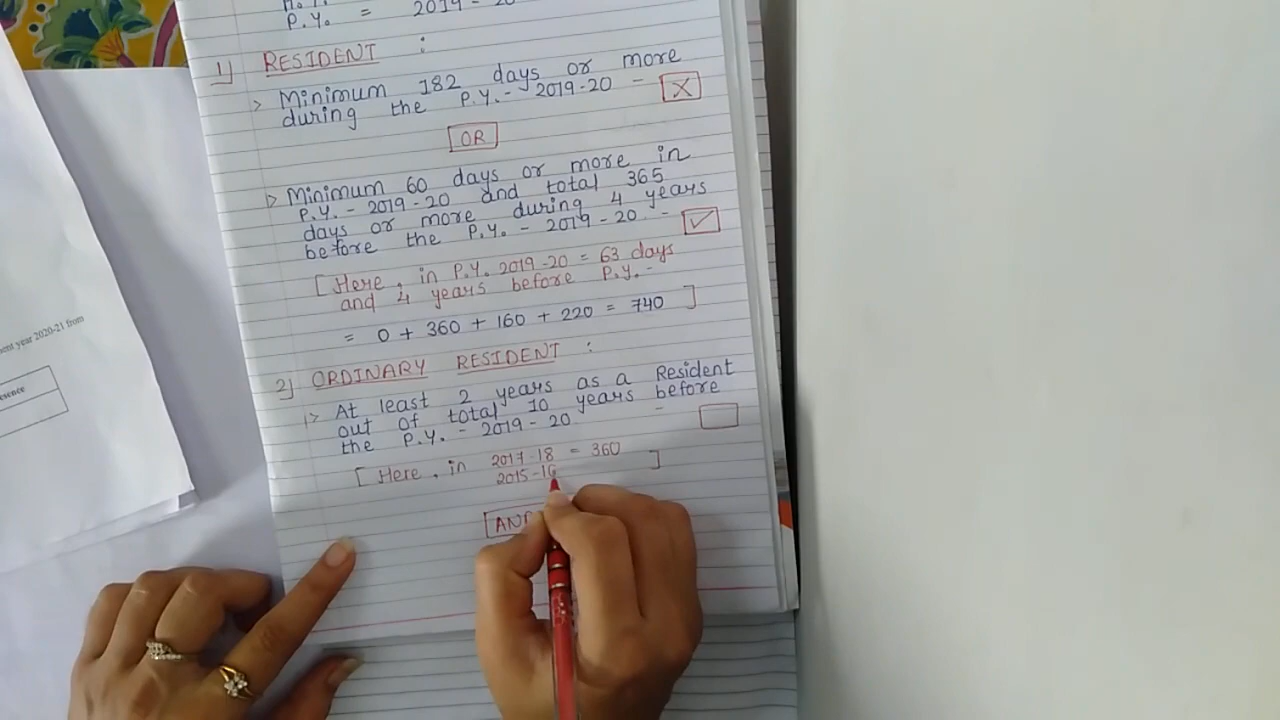 P.Y. = 2019 - 20
1) RESIDENT :
> Minimum 182 days or more
during the P.Y. - 2019-20 - X
OR
> Minimum 60 days or more in
P.Y. - 2019-20 and total 365
days or more during 4 years
before the P.Y. - 2019-20 - ✓
[Here, in P.Y. 2019-20 = 63 days
and 4 years before P.Y. -
= 0 + 360 + 160 + 220 = 740 ]
2) ORDINARY RESIDENT :
> At least 2 years as a Resident
out of total 10 years before
the P.Y. - 2019-20 -
[Here, in 2017-18 = 360 ]
2015-16
AND
ent year 2020-21 from
esence